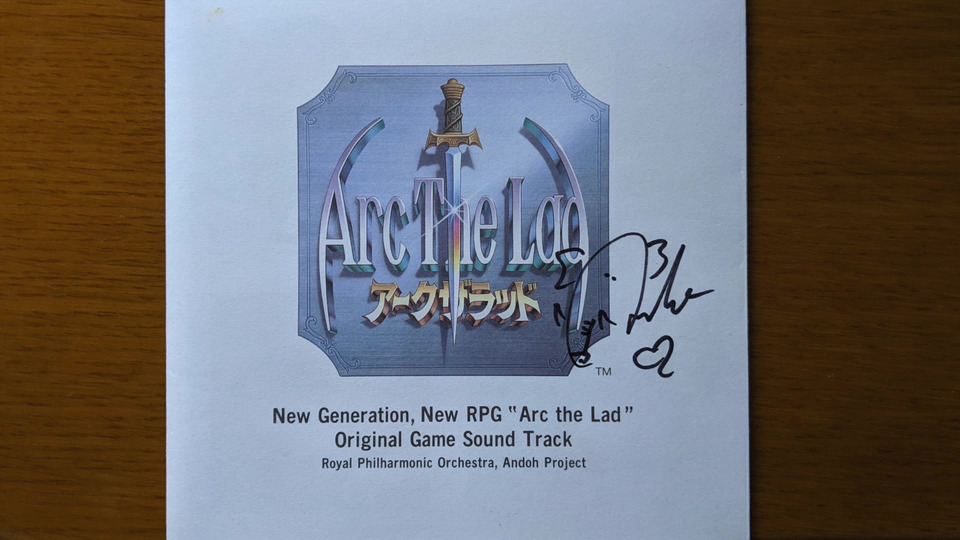 Arc The Lad
アークザラッド
TM
New Generation, New RPG "Arc the Lad"
Original Game Sound Track
Royal Philharmonic Orchestra, Andoh Project